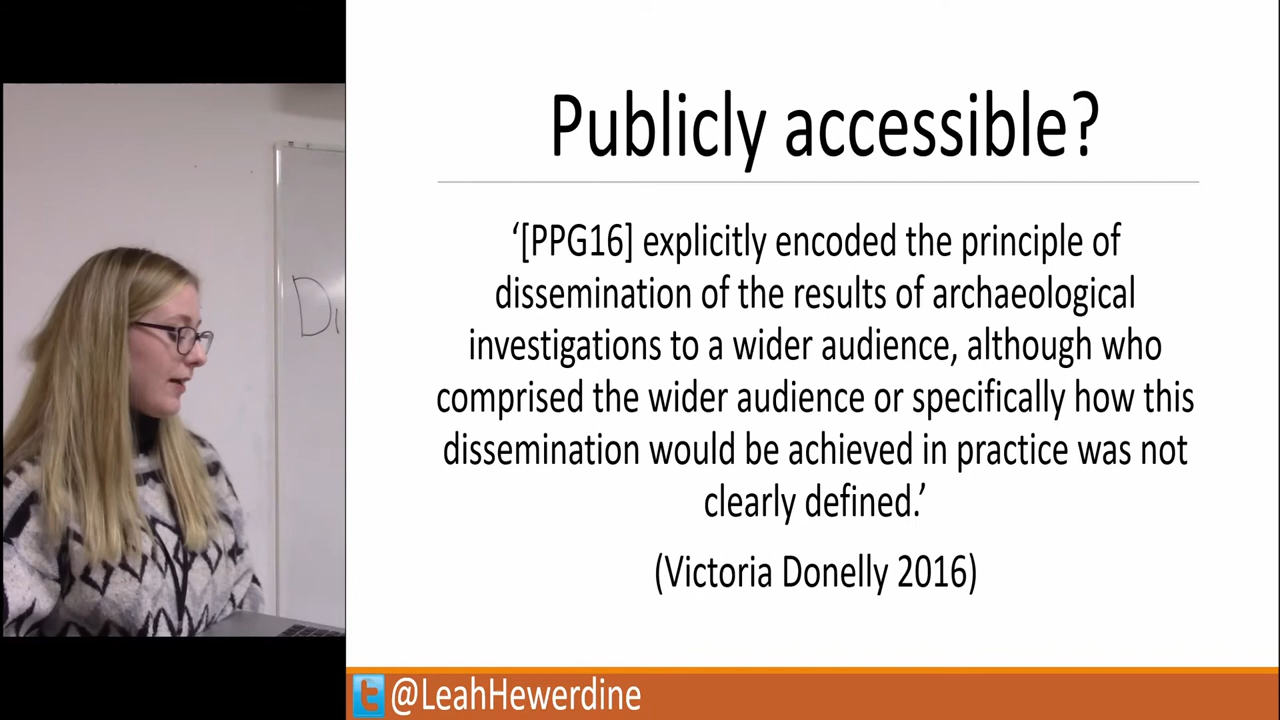 Publicly accessible?
‘[PPG16] explicitly encoded the principle of
dissemination of the results of archaeological
investigations to a wider audience, although who
comprised the wider audience or specifically how this
dissemination would be achieved in practice was not
clearly defined.’
(Victoria Donelly 2016)
@LeahHewerdine